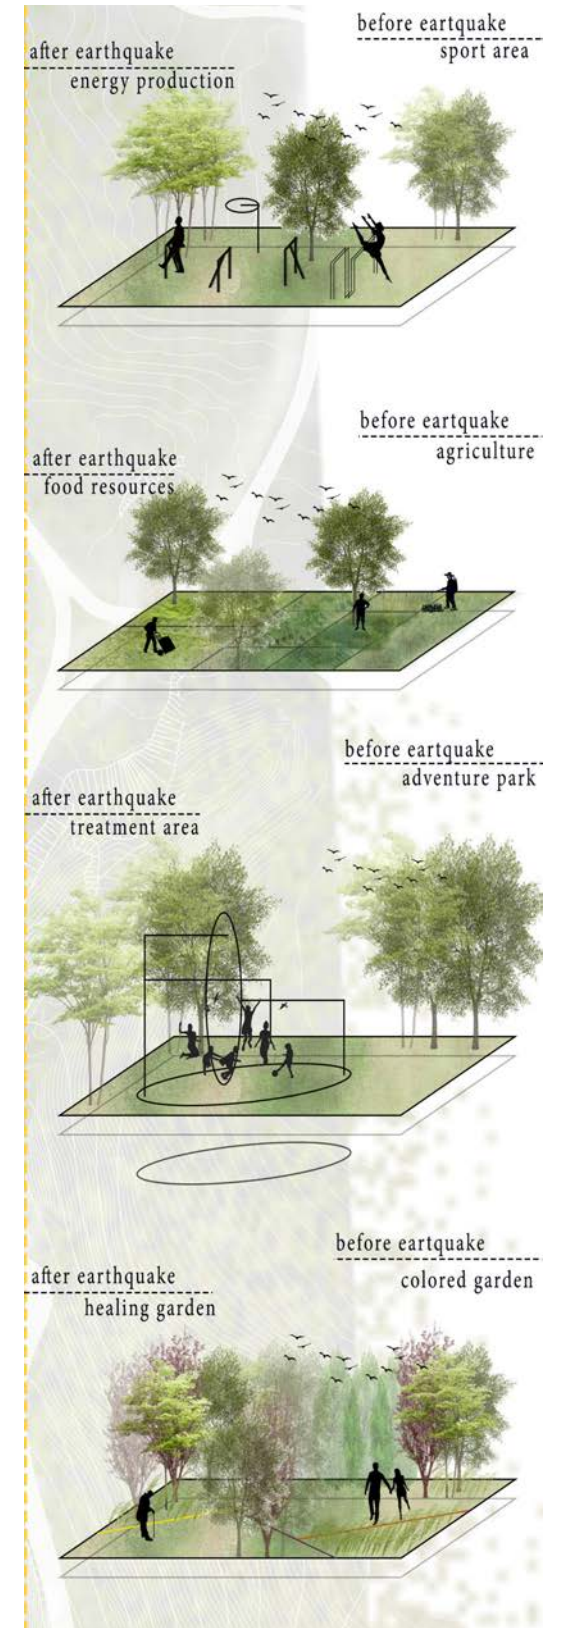 before eartquake
sport area
after earthquake
energy production
before eartquake
agriculture
after earthquake
food resources
before eartquake
adventure park
after earthquake
treatment area
before eartquake
colored garden
after earthquake
healing garden